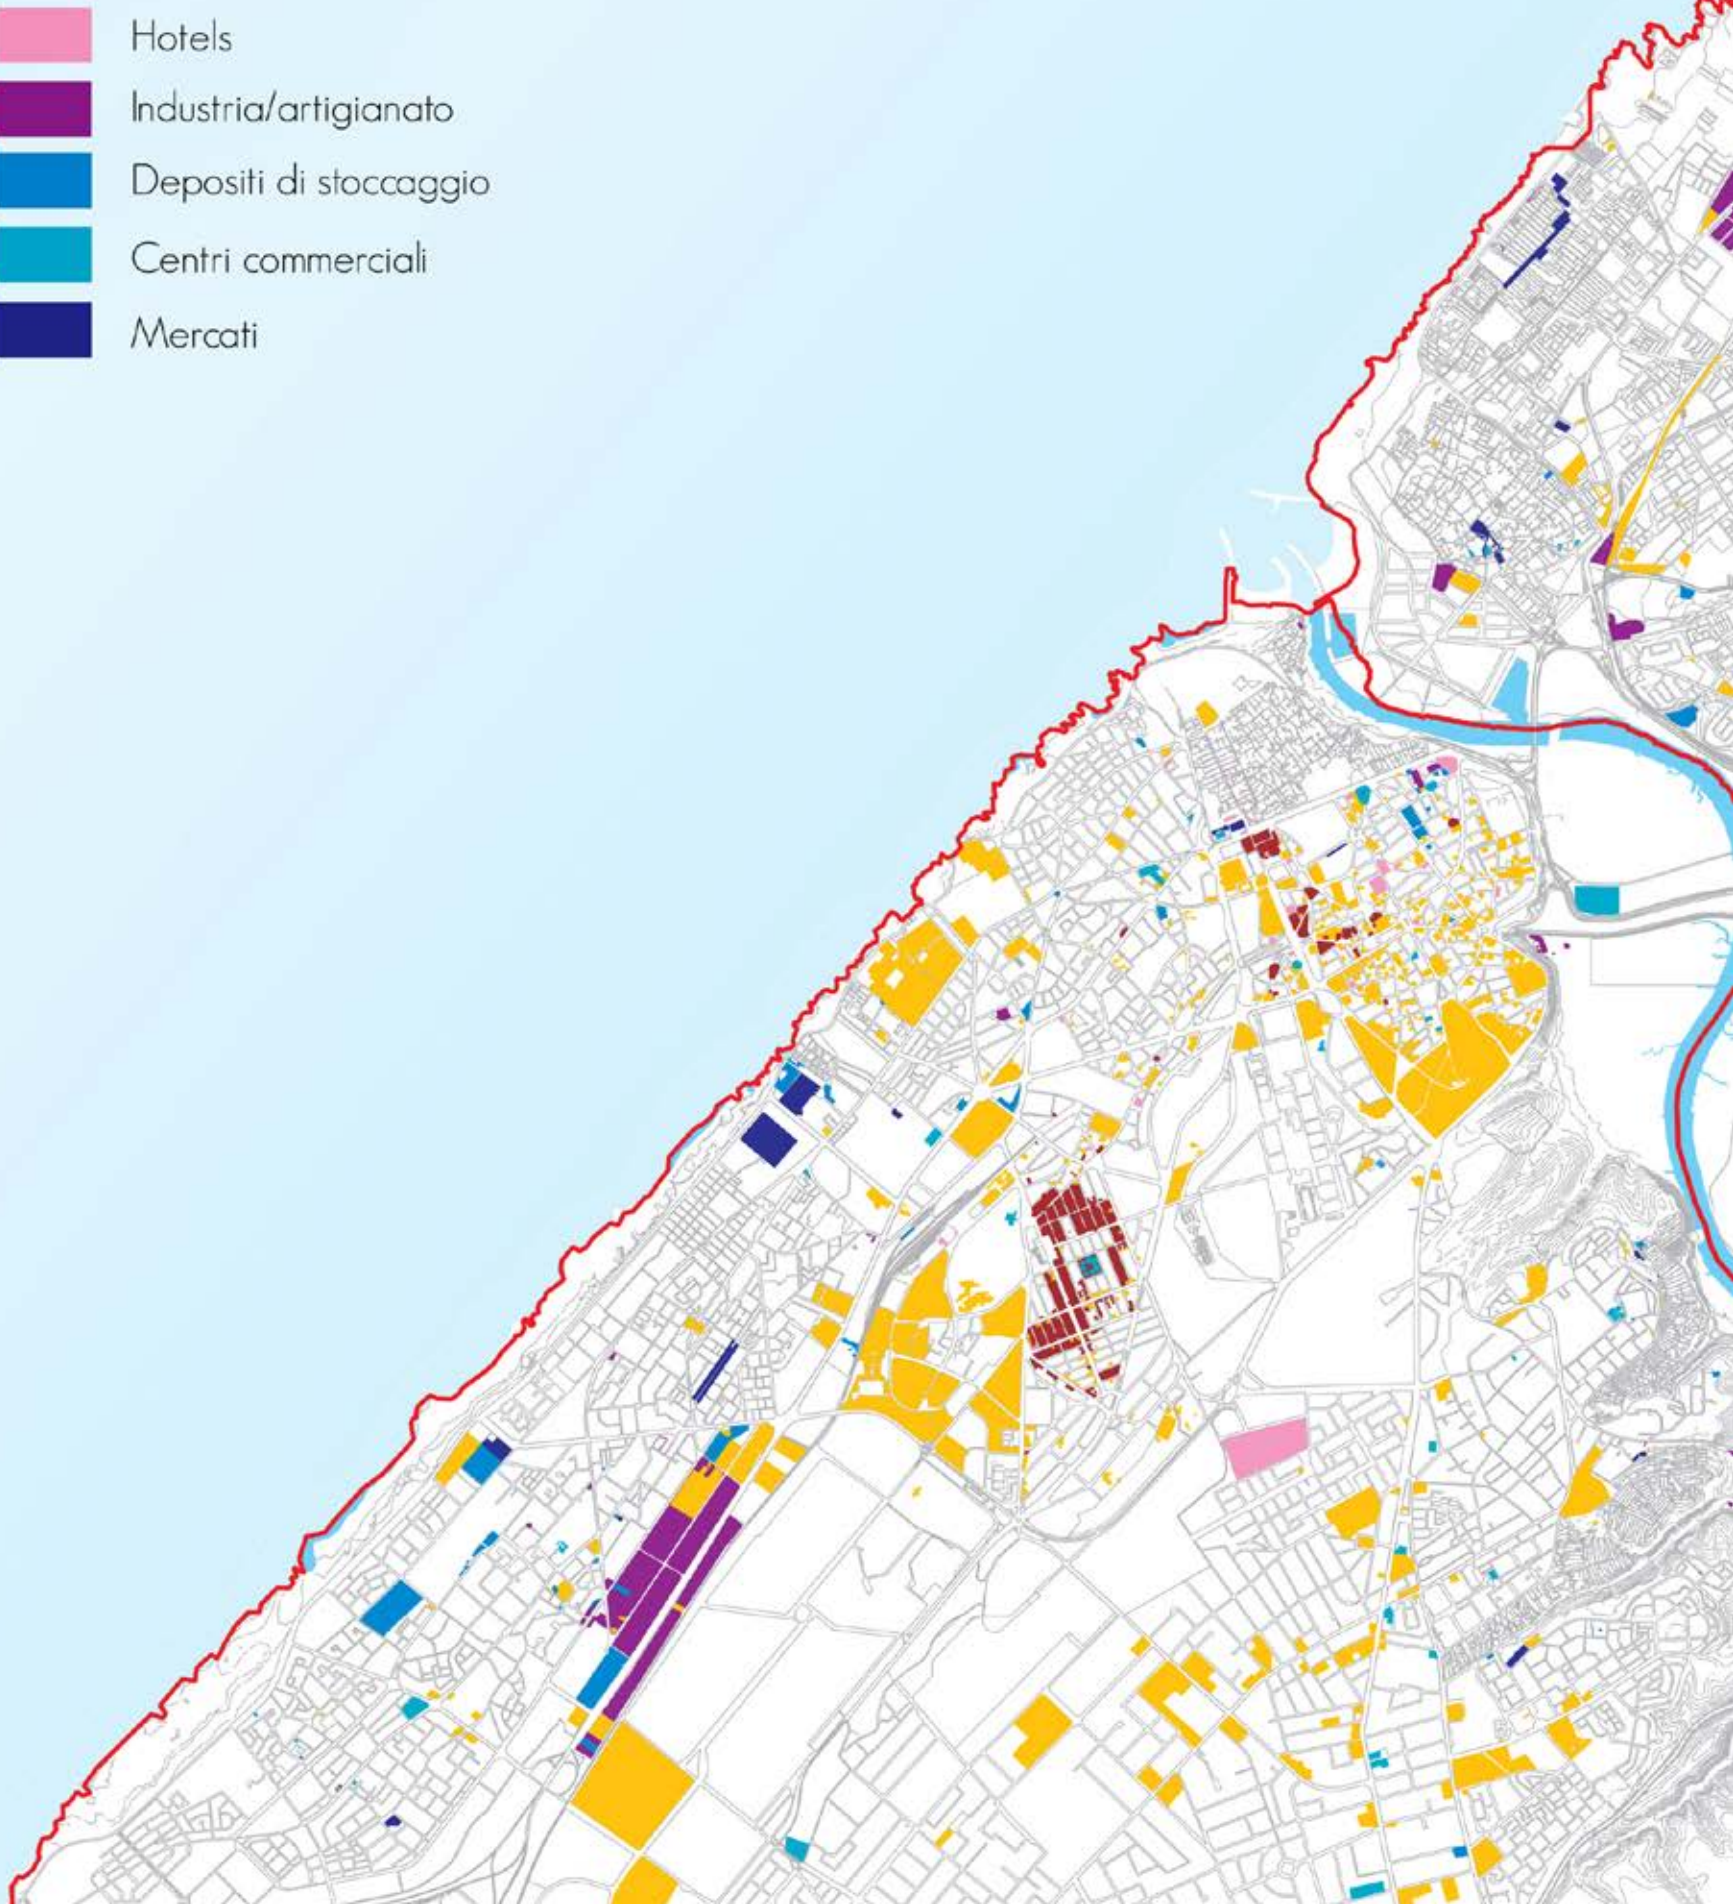 Hotels
Industria/artigianato
Depositi di stoccaggio
Centri commerciali
Mercati